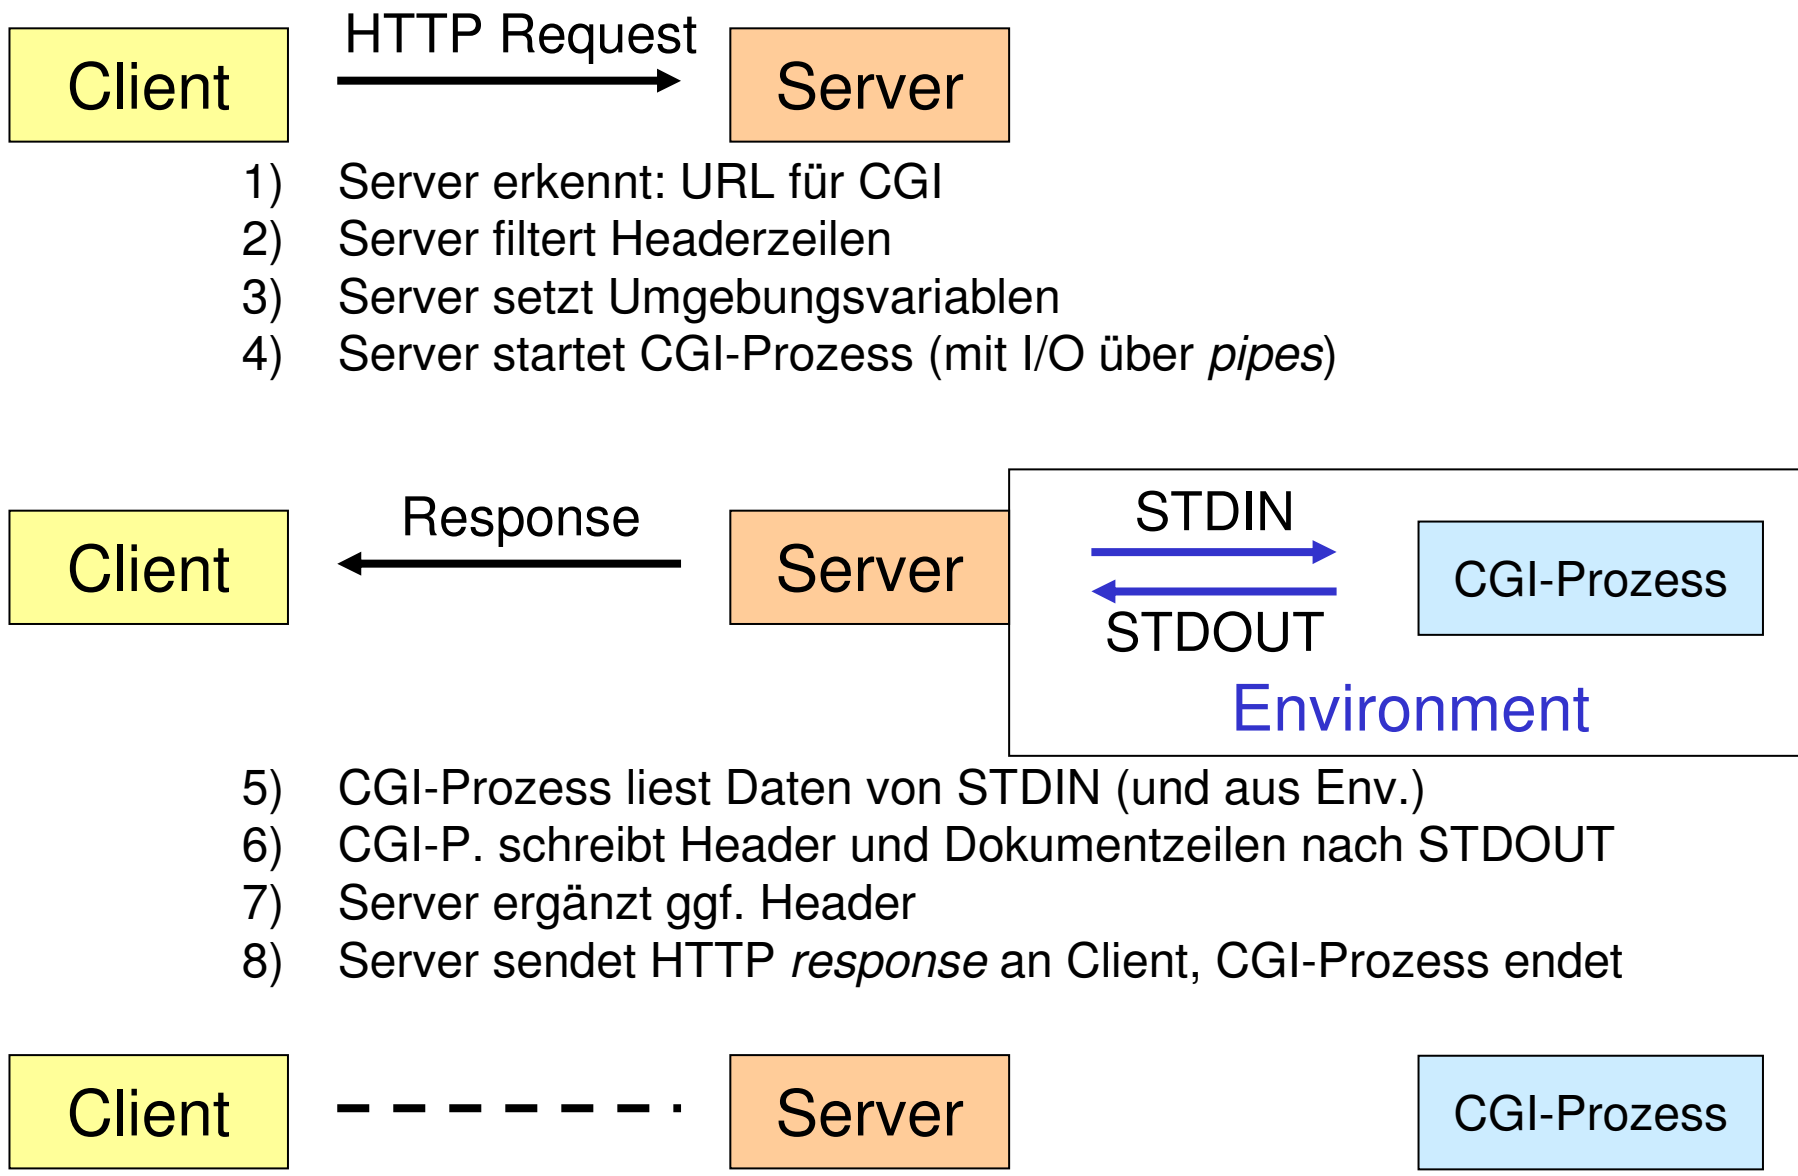 HTTP Request
Client
Server
1) Server erkennt: URL für CGI
2) Server filtert Headerzeilen
3) Server setzt Umgebungsvariablen
4) Server startet CGI-Prozess (mit I/O über pipes)
Response
STDIN
Client
Server
CGI-Prozess
STDOUT
Environment
5) CGI-Prozess liest Daten von STDIN (und aus Env.)
6) CGI-P. schreibt Header und Dokumentzeilen nach STDOUT
7) Server ergänzt ggf. Header
8) Server sendet HTTP response an Client, CGI-Prozess endet
Client
Server
CGI-Prozess